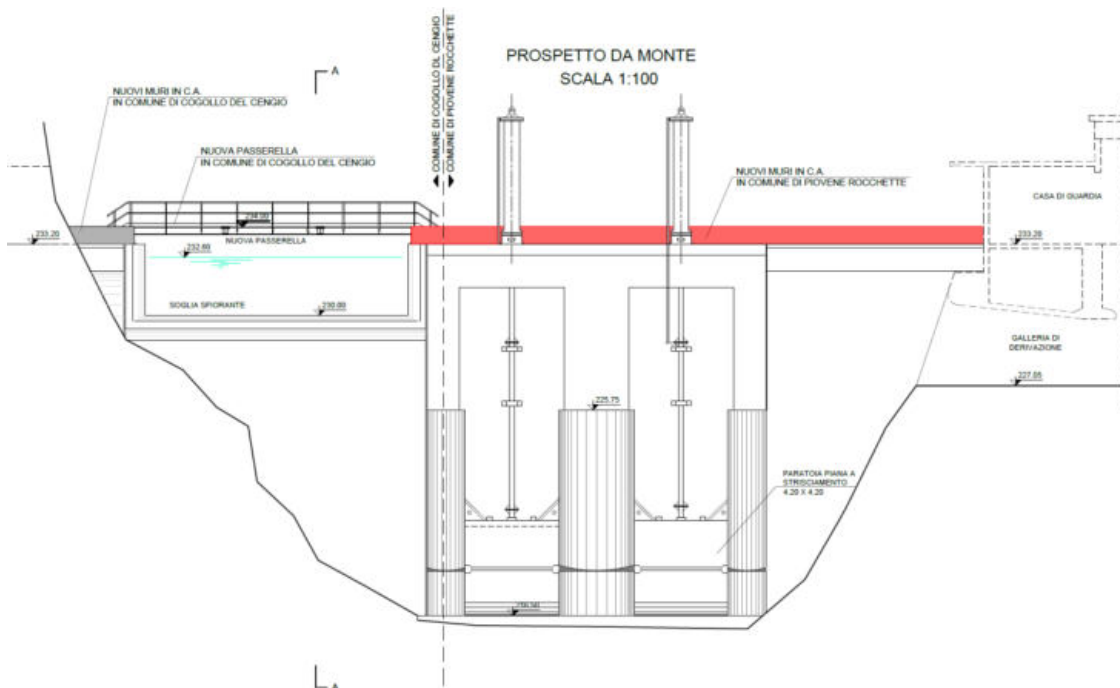 PROSPETTO DA MONTE
SCALA 1:100
A
NUOVI MURI IN C.A.
IN COMUNE DI COGOLLO DEL CENGIO
COMUNE DI COGOLLO DL CENGIO
COMUNE DI PIOVENE ROCCHETTE
NUOVA PASSERELLA
IN COMUNE DI COGOLLO DEL CENGIO
NUOVI MURI IN C.A.
IN COMUNE DI PIOVENE ROCCHETTE
CASA DI GUARDIA
234.00
233.20
NUOVA PASSERELLA
233.20
232.60
SOGLIA SFIORANTE
230.00
GALLERIA DI
DERIVAZIONE
227.05
225.75
PARATOIA PIANA A
STRISCIAMENTO
4.20 X 4.20
A